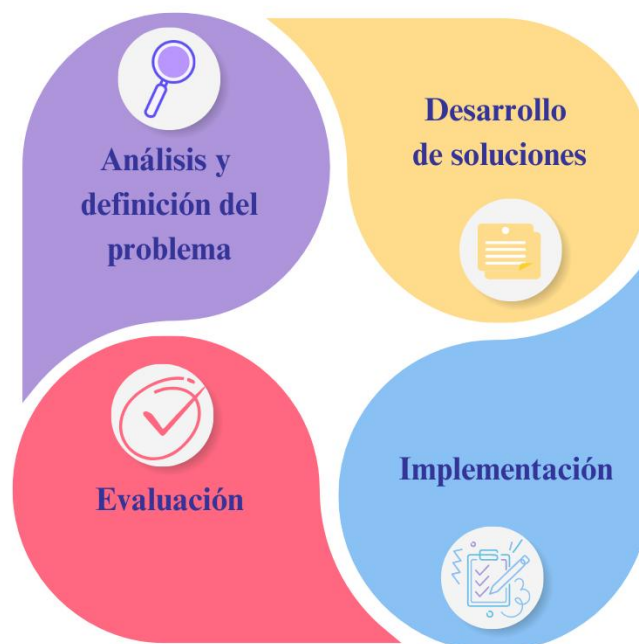 Análisis y
definición del
problema
Desarrollo
de soluciones
Evaluación
Implementación